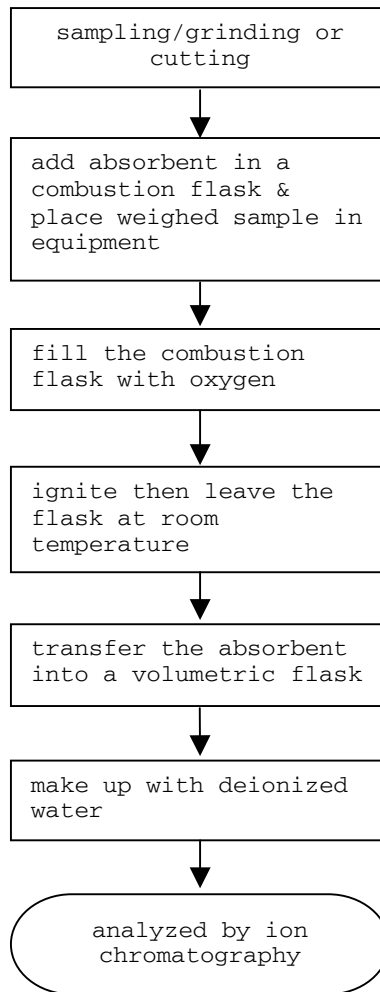 sampling/grinding or
cutting
add absorbent in a
combustion flask &
place weighed sample in
equipment
fill the combustion
flask with oxygen
ignite then leave the
flask at room
temperature
transfer the absorbent
into a volumetric flask
make up with deionized
water
analyzed by ion
chromatography